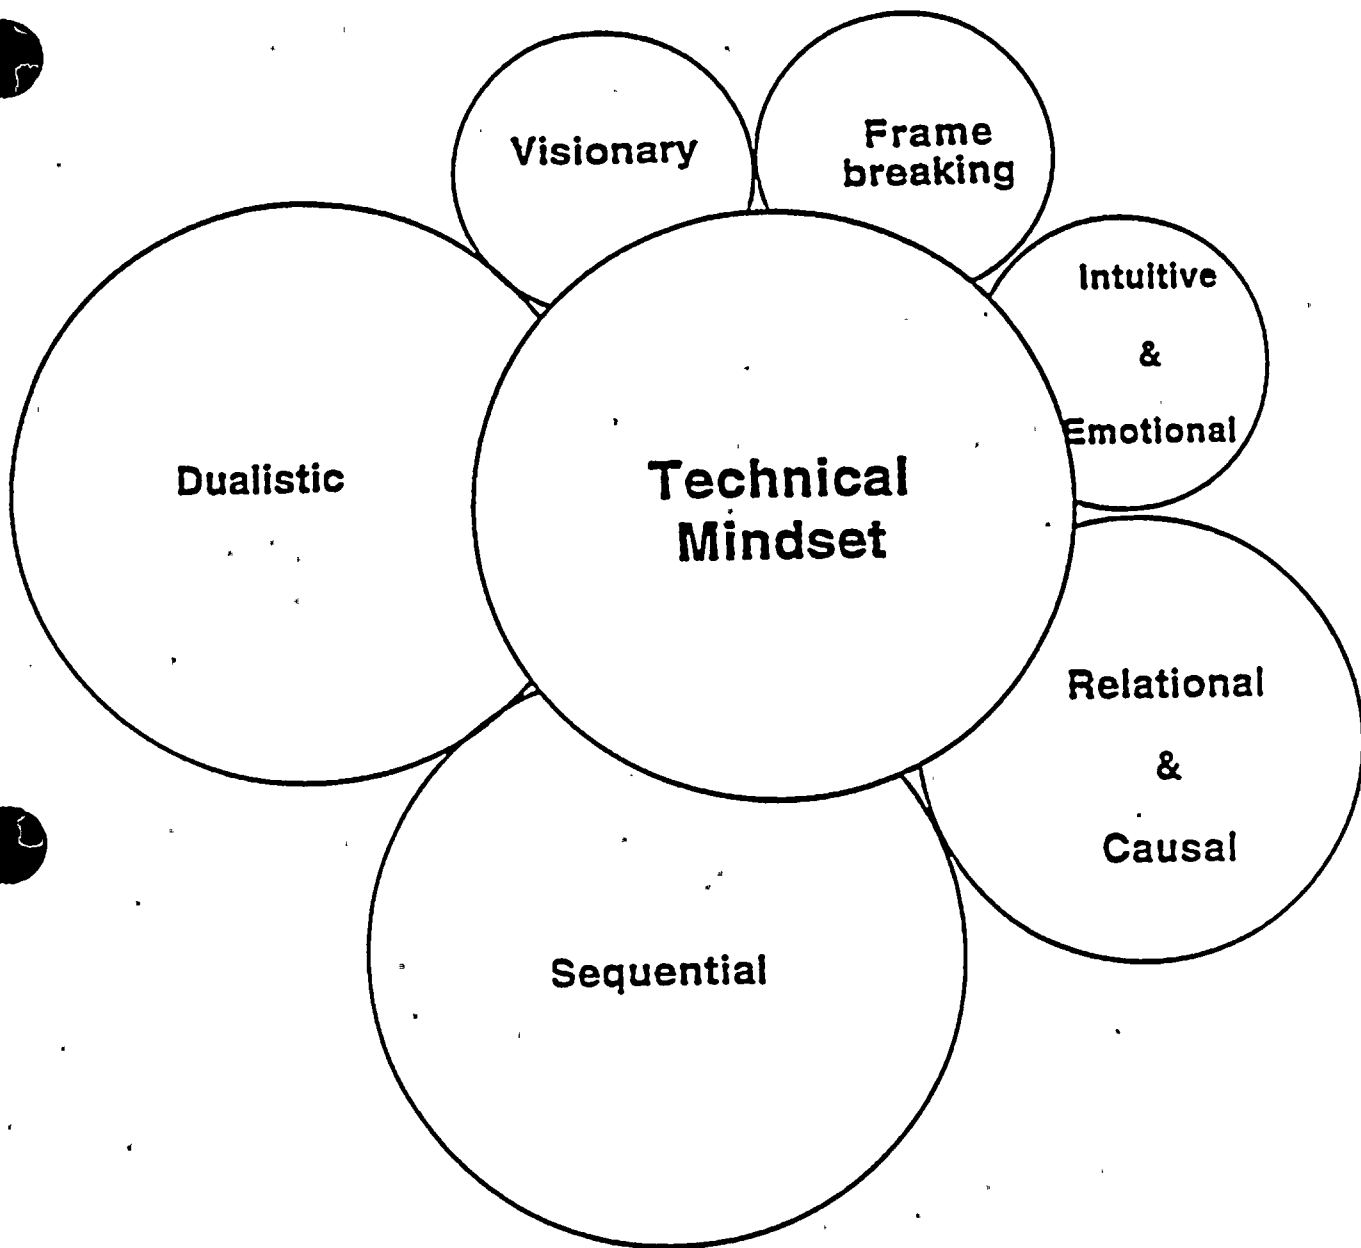 Visionary
Frame
breaking
Intuitive
&
Emotional
Dualistic
Technical
Mindset
Relational
&
Causal
Sequential